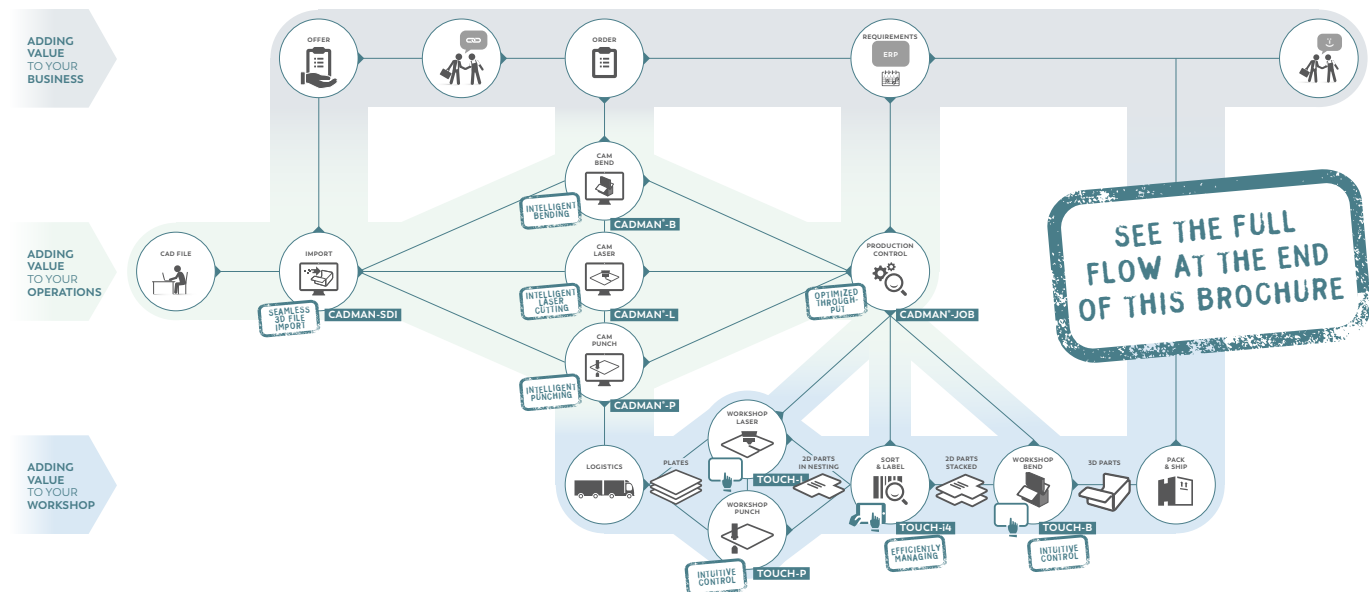 ADDING
VALUE
TO YOUR
BUSINESS
OFFER
ORDER
REQUIREMENTS
ERP
CAM
BEND
INTELLIGENT
BENDING
CADMAN®-B
ADDING
VALUE
TO YOUR
OPERATIONS
CAD FILE
IMPORT
SEAMLESS
3D FILE
IMPORT
CADMAN-SDI
CAM
LASER
INTELLIGENT
LASER
CUTTING
CADMAN®-L
PRODUCTION
CONTROL
OPTIMIZED
THROUGH-
PUT
CADMAN®-JOB
CAM
PUNCH
INTELLIGENT
PUNCHING
CADMAN®-P
SEE THE FULL
FLOW AT THE END
OF THIS BROCHURE
ADDING
VALUE
TO YOUR
WORKSHOP
LOGISTICS
PLATES
WORKSHOP
LASER
TOUCH-L
WORKSHOP
PUNCH
INTUITIVE
CONTROL
TOUCH-P
2D PARTS
IN NESTING
SORT
& LABEL
TOUCH-i4
EFFICIENTLY
MANAGING
2D PARTS
STACKED
WORKSHOP
BEND
TOUCH-B
INTUITIVE
CONTROL
3D PARTS
PACK
& SHIP